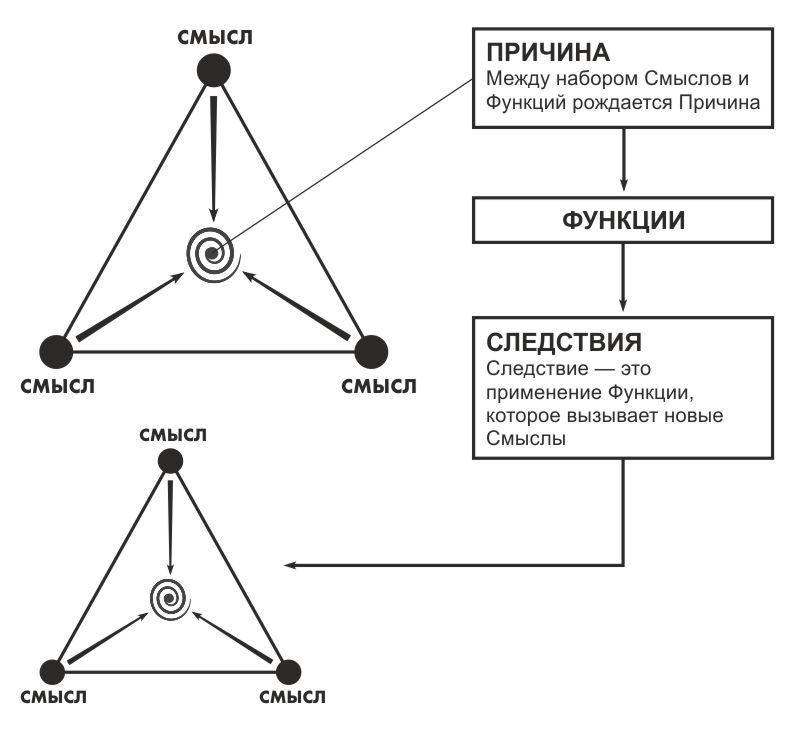 СМЫСЛ
ПРИЧИНА
Между набором Смыслов и
Функций рождается Причина
ФУНКЦИИ
СЛЕДСТВИЯ
Следствие — это
применение Функции,
которое вызывает новые
Смыслы
СМЫСЛ
СМЫСЛ
СМЫСЛ
СМЫСЛ
СМЫСЛ